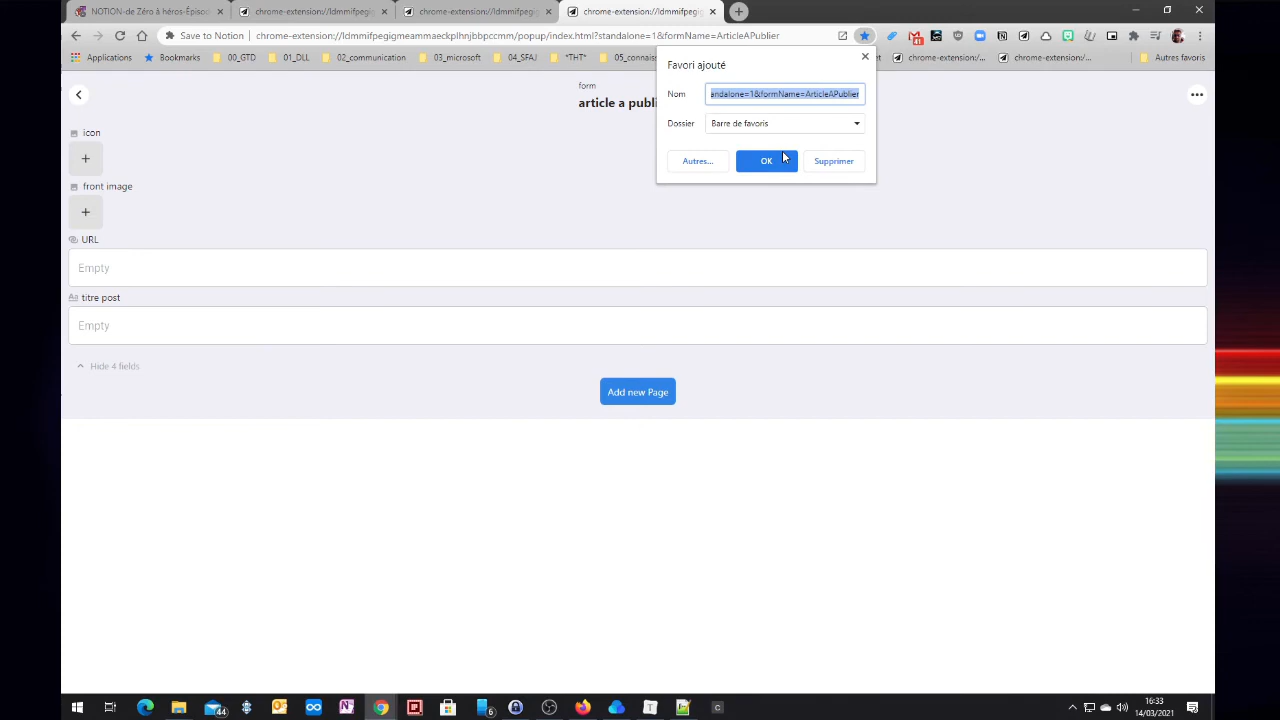 NOTION-de Zéro à héros-Épisod
chrome-extension://ldmmifpegig
chrome-extension://ldmmifpegig
chrome-extension://ldmmifpegig
Save to Notion
chrome-extension://ldmmifpegigmeammaeckplhnjbbpccmm/popup/index.html?standalone=1&formName=ArticleAPublier
Applications
Bookmarks
00_GTD
01_DLL
02_communication
03_microsoft
04_SFAJ
*THT*
05_connaiss
chrome-extension/...
chrome-extension/...
Autres favoris
41
Favori ajouté
Nom
andalone=1&formName=ArticleAPublier
Dossier
Barre de favoris
Autres...
OK
Supprimer
form
article a publi
icon
front image
URL
Empty
titre post
Empty
Hide 4 fields
Add new Page
44
6
16:33
14/03/2021